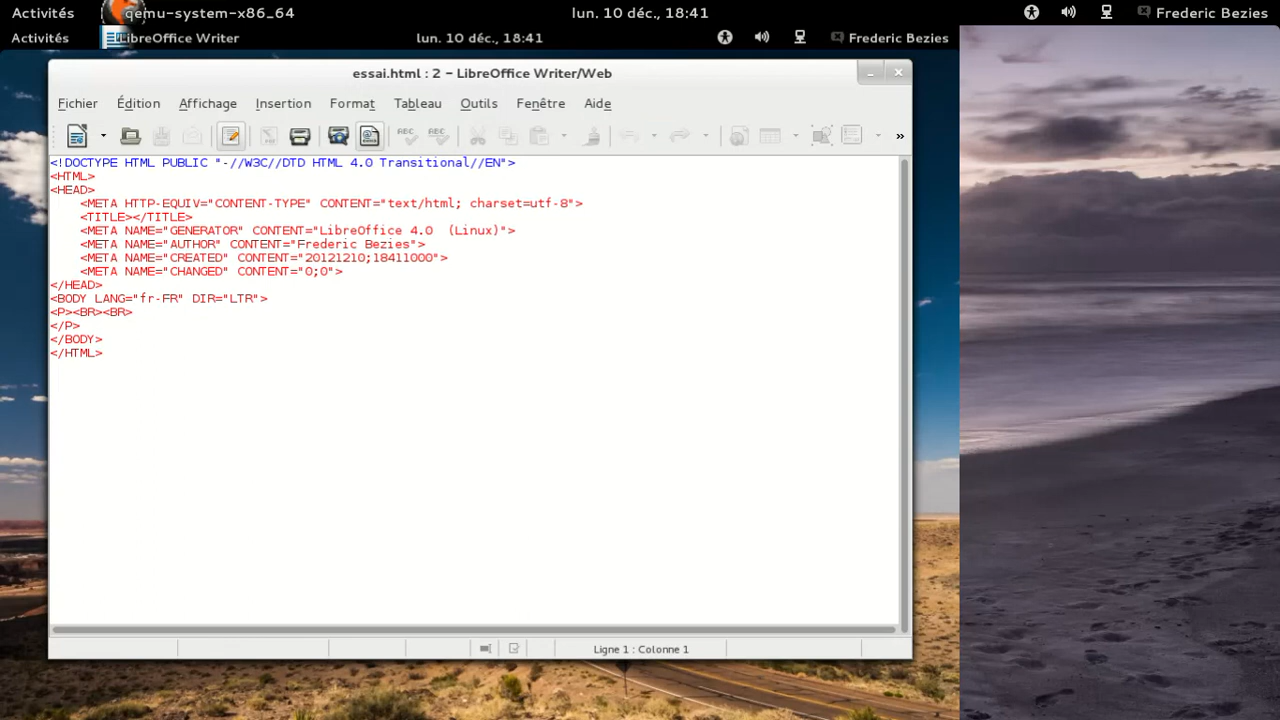 Activités qemu-system-x86_64 lun. 10 déc., 18:41 Frederic Bezies
Activités LibreOffice Writer lun. 10 déc., 18:41 Frederic Bezies
essai.html : 2 - LibreOffice Writer/Web
Fichier Édition Affichage Insertion Format Tableau Outils Fenêtre Aide
ABC ABC »
<!DOCTYPE HTML PUBLIC "-//W3C//DTD HTML 4.0 Transitional//EN">
<HTML>
<HEAD>
<META HTTP-EQUIV="CONTENT-TYPE" CONTENT="text/html; charset=utf-8">
<TITLE></TITLE>
<META NAME="GENERATOR" CONTENT="LibreOffice 4.0  (Linux)">
<META NAME="AUTHOR" CONTENT="Frederic Bezies">
<META NAME="CREATED" CONTENT="20121210;18411000">
<META NAME="CHANGED" CONTENT="0;0">
</HEAD>
<BODY LANG="fr-FR" DIR="LTR">
<P><BR><BR>
</P>
</BODY>
</HTML>
Ligne 1 : Colonne 1